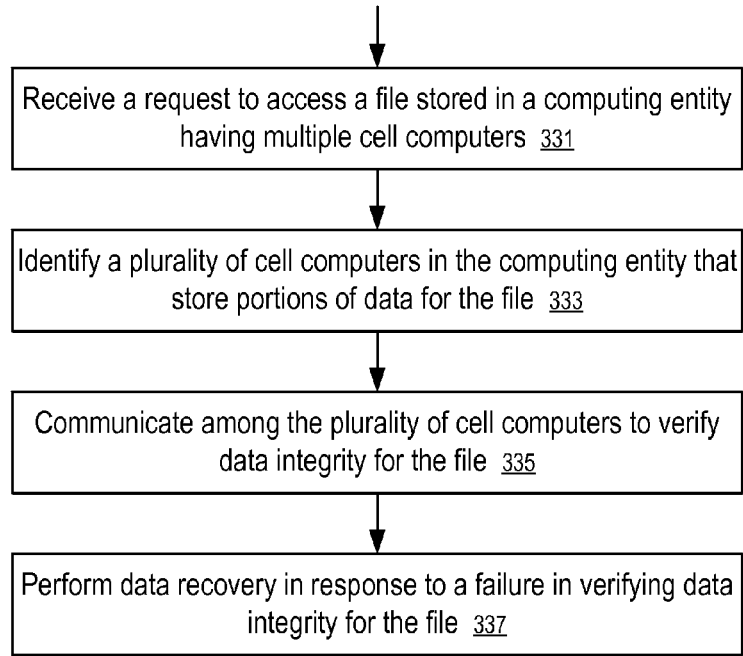 Receive a request to access a file stored in a computing entity
having multiple cell computers 331
Identify a plurality of cell computers in the computing entity that
store portions of data for the file 333
Communicate among the plurality of cell computers to verify
data integrity for the file 335
Perform data recovery in response to a failure in verifying data
integrity for the file 337